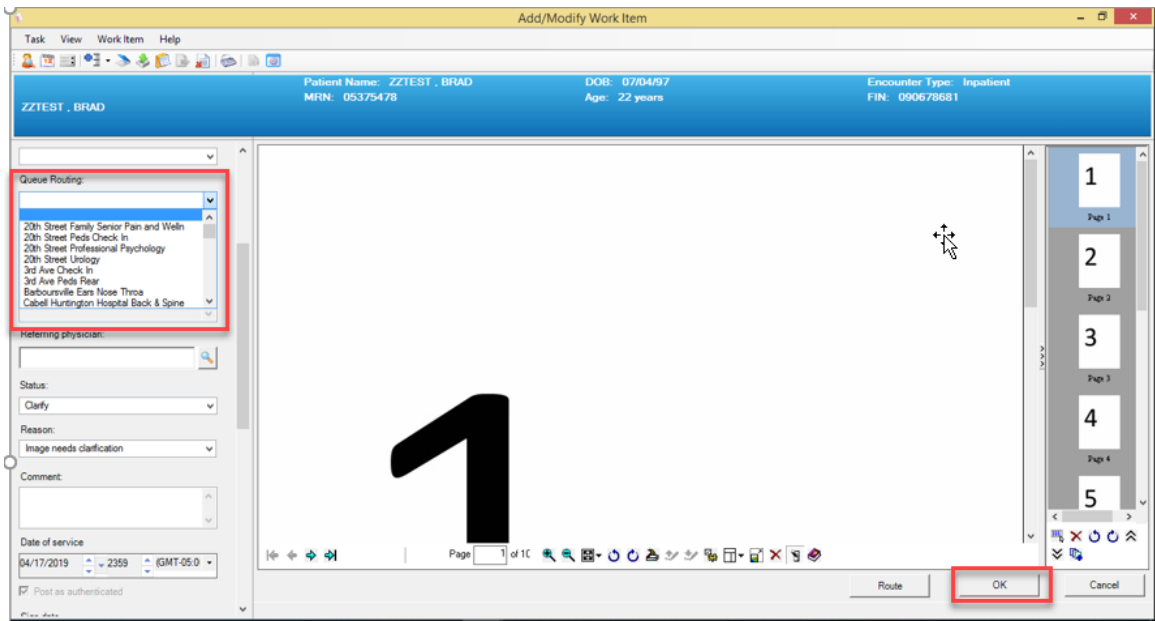 Add/Modify Work Item
Task View Work Item Help
ZZTEST , BRAD
Patient Name: ZZTEST , BRAD
MRN: 05375478
DOB: 07/04/97
Age: 22 years
Encounter Type: Inpatient
FIN: 090678681
Queue Routing:
20th Street Family Senior Pain and Welln
20th Street Peds Check In
20th Street Professional Psychology
20th Street Urology
3rd Ave Check In
3rd Ave Peds Rear
Barboursville Ears Nose Throa
Cabell Huntington Hospital Back & Spine
Referring physician:
Status:
Clarify
Reason:
Image needs clarification
Comment:
Date of service
04/17/2019 2359 (GMT-05:0
Post as authenticated
Sign date
1
Page 1 of 10
1
Page 1
2
Page 2
3
Page 3
4
Page 4
5
Route
OK
Cancel